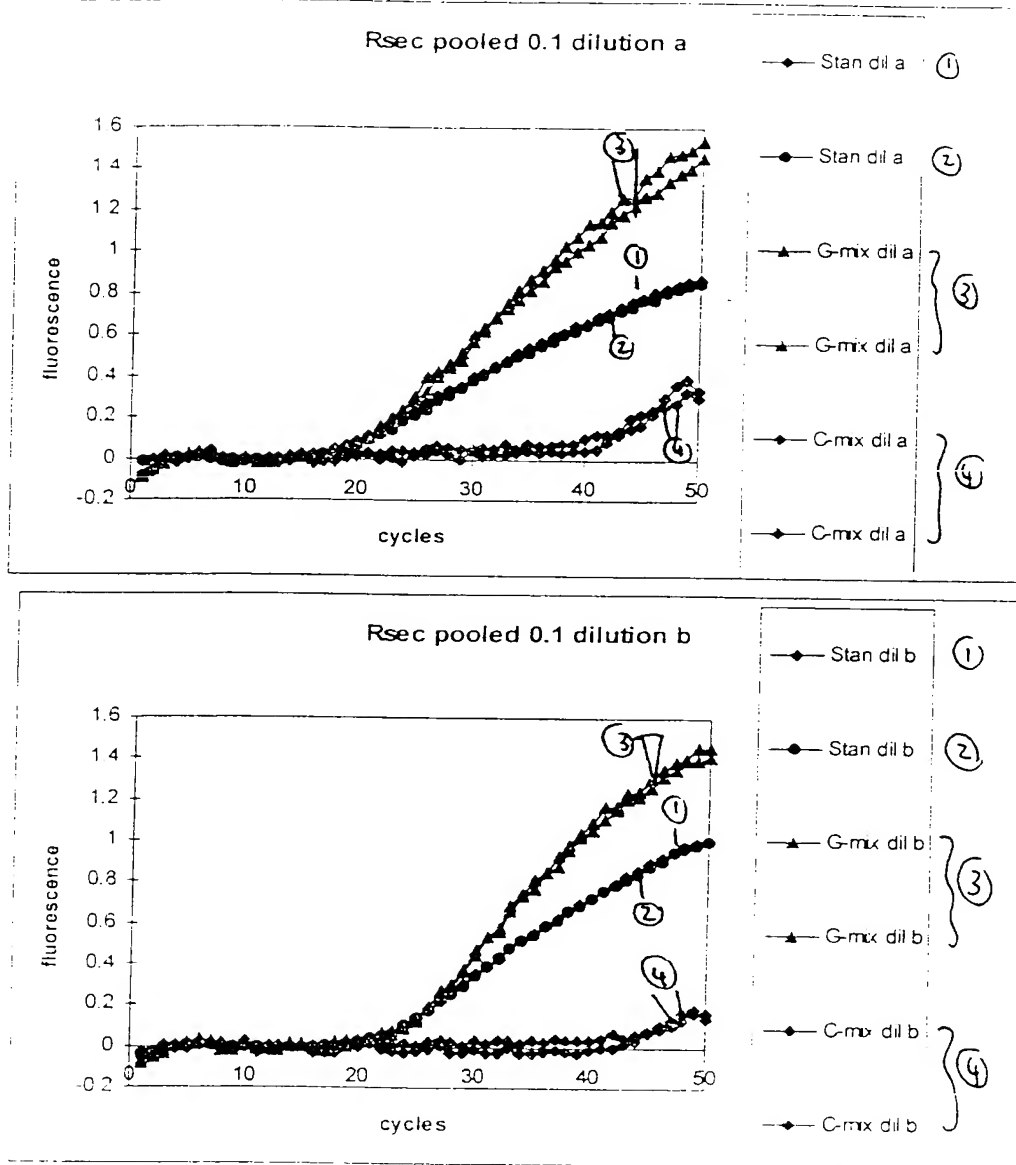 Rsec pooled 0.1 dilution a
Stan dil a ①
Stan dil a ②
G-mix dil a
G-mix dil a
③
C-mix dil a
C-mix dil a
④
1.6
1.4
1.2
1
0.8
0.6
0.4
0.2
0
-0.2
fluorescence
③
①
②
④
0 10 20 30 40 50
cycles
Rsec pooled 0.1 dilution b
Stan dil b ①
Stan dil b ②
G-mix dil b
G-mix dil b
③
C-mix dil b
C-mix dil b
④
1.6
1.4
1.2
1
0.8
0.6
0.4
0.2
0
-0.2
fluorescence
③
①
②
④
0 10 20 30 40 50
cycles